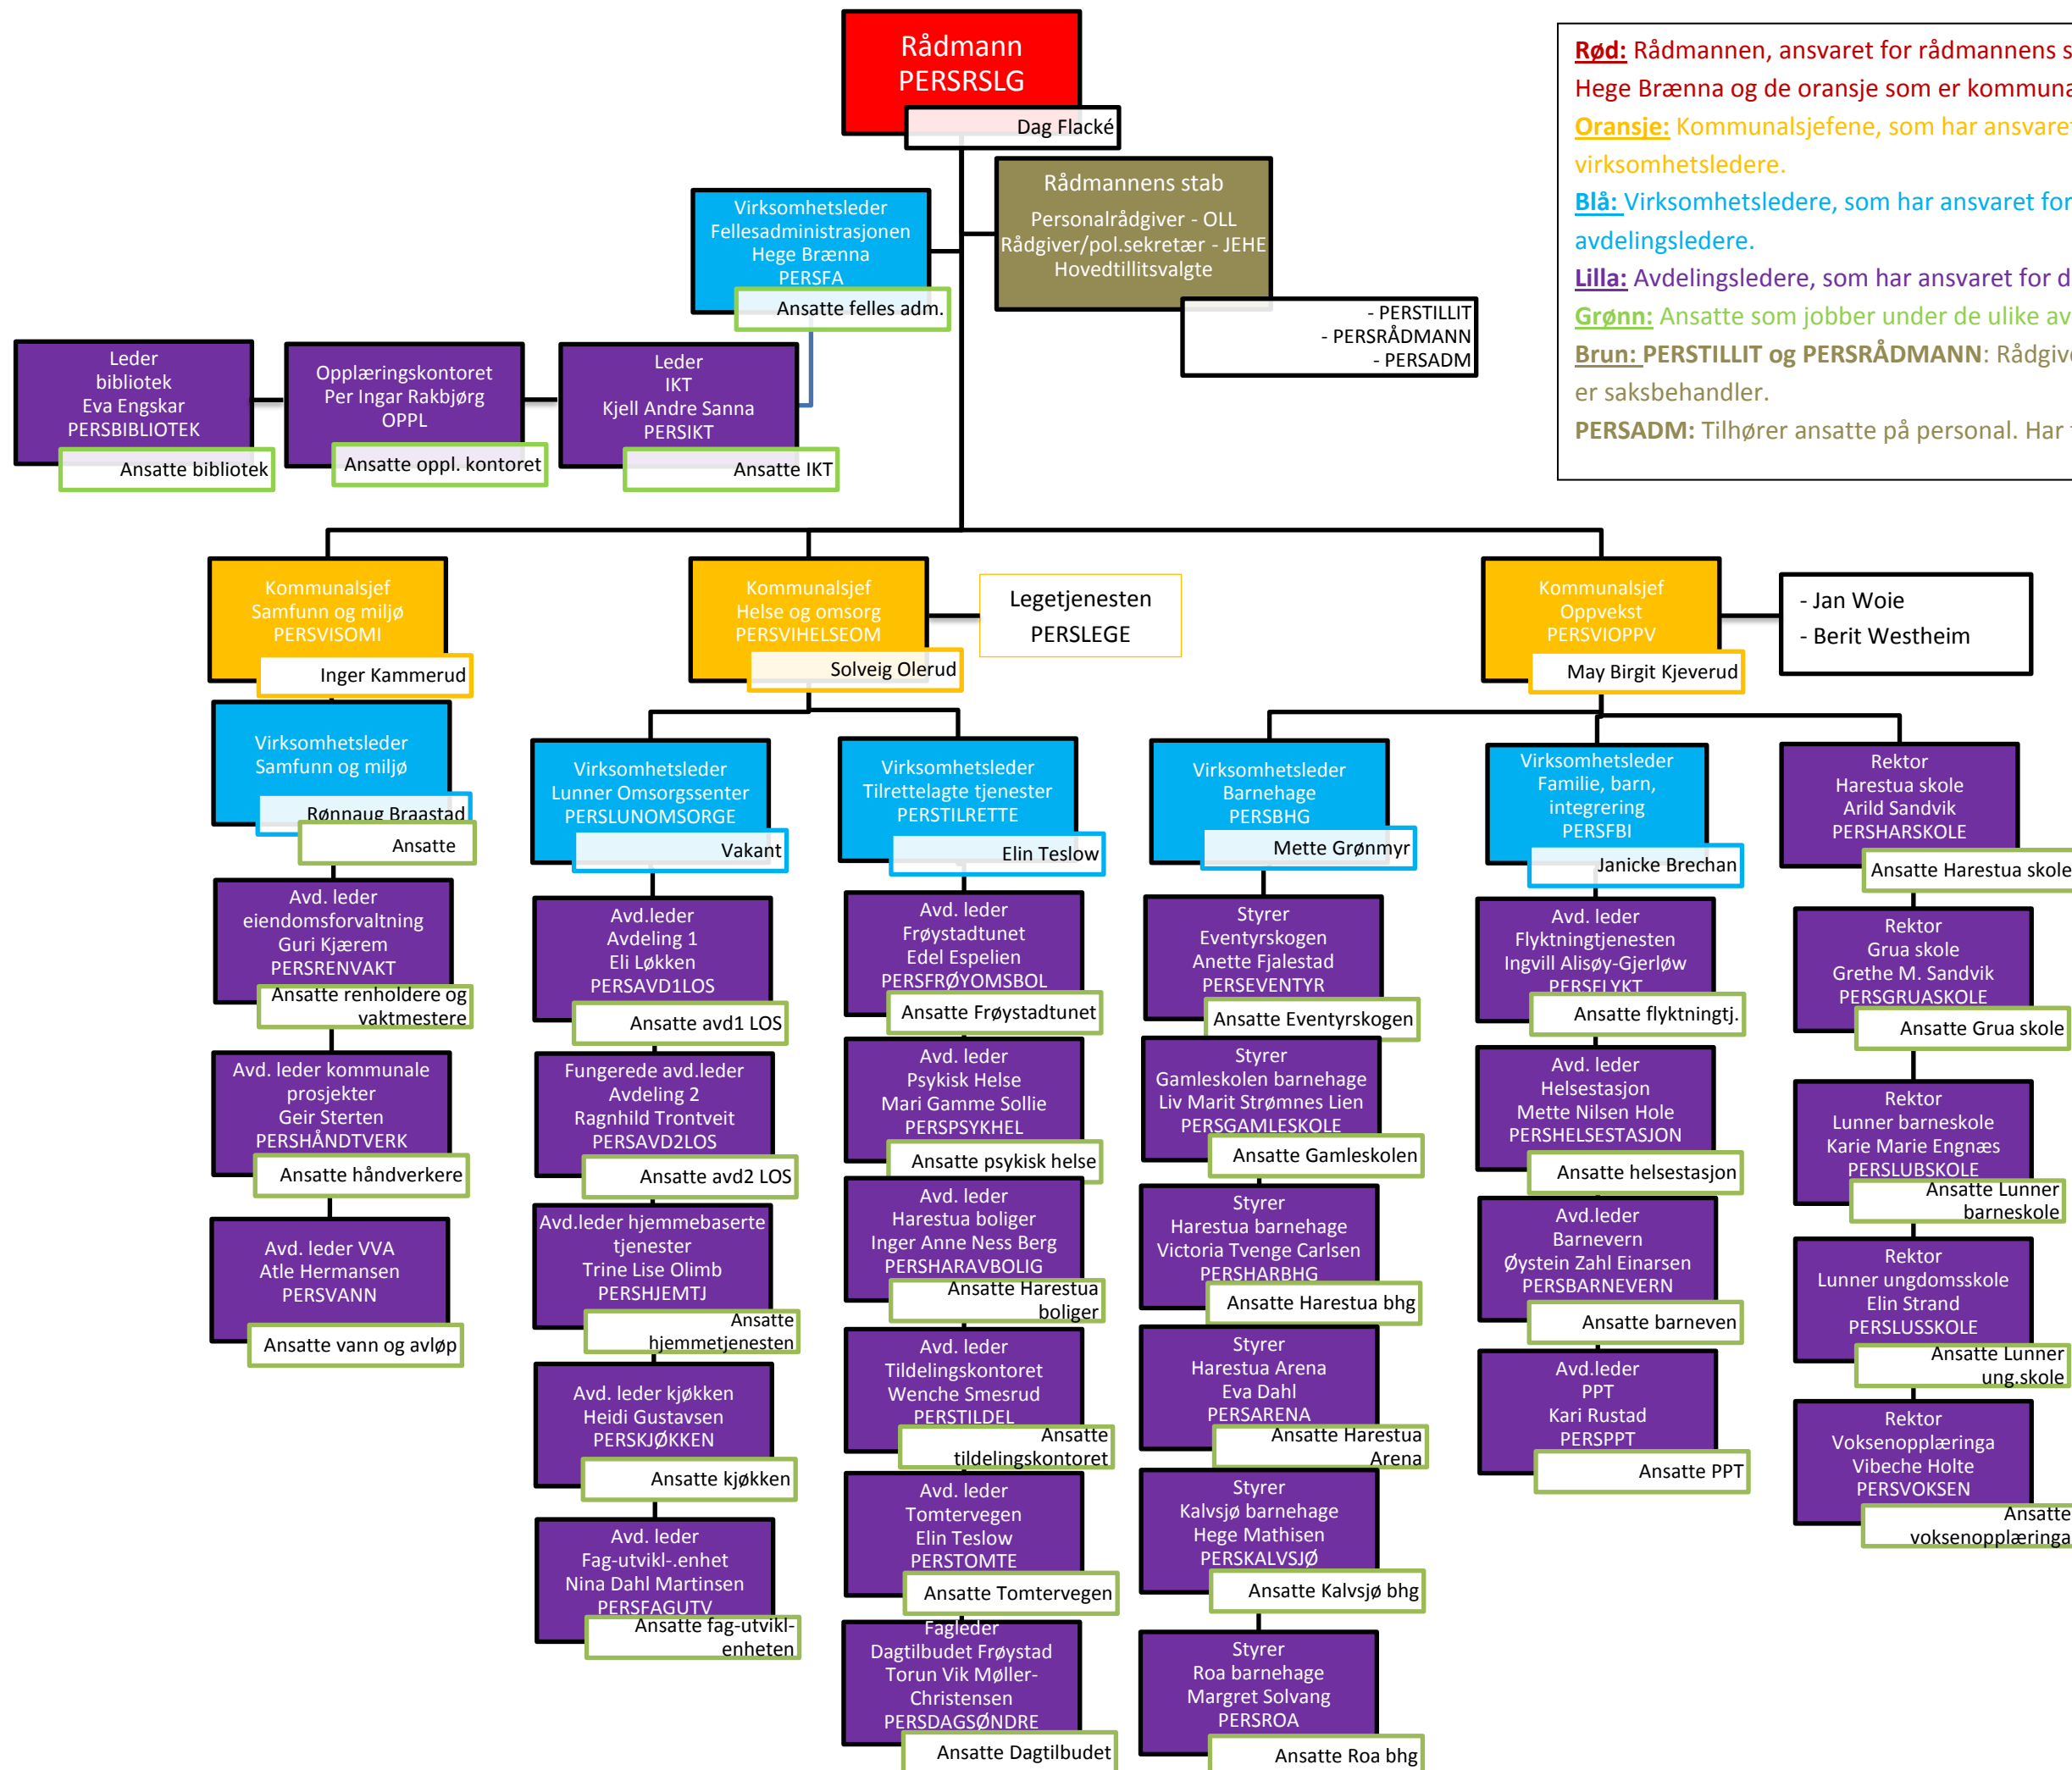 Rådmann
PERSRSLG
Dag Flacké
Rød: Rådmannen, ansvaret for rådmannens
Hege Brænna og de oransje som er
Oransje: Kommunalsjefene, som har
virksomhetsledere.
Blå: Virksomhetsledere, som har ansvaret for
avdelingsledere.
Lilla: Avdelingsledere, som har ansvaret for
Grønn: Ansatte som jobber under de ulike
Brun: PERSTILLIT og PERSRÅDMANN:
er saksbehandler.
PERSADM: Tilhører ansatte på personal. Har
Rådmannens stab
Personalrådgiver - OLL
Rådgiver/pol.sekretær - JEHE
Hovedtillitsvalgte
- PERSTILLIT
- PERSRÅDMANN
- PERSADM
Virksomhetsleder
Fellesadministrasjonen
Hege Brænna
PERSFA
Ansatte felles adm.
Leder
bibliotek
Eva Engskar
PERSBIBLIOTEK
Ansatte bibliotek
Opplæringskontoret
Per Ingar Rakbjørg
OPPL
Ansatte oppl. kontoret
Leder
IKT
Kjell Andre Sanna
PERSIKT
Ansatte IKT
Kommunalsjef
Samfunn og miljø
PERSVISOMI
Inger Kammerud
Kommunalsjef
Helse og omsorg
PERSVIHELSEOM
Solveig Olerud
Legetjenesten
PERSLEGE
Kommunalsjef
Oppvekst
PERSVIOPPV
May Birgit Kjeverud
- Jan Woie
- Berit Westheim
Virksomhetsleder
Samfunn og miljø
Rønnaug Braastad
Ansatte
Avd. leder
eiendomsforvaltning
Guri Kjærem
PERSRENVAKT
Ansatte renholdere og
vaktmestere
Avd. leder kommunale
prosjekter
Geir Sterten
PERSHÅNDTVERK
Ansatte håndverkere
Avd. leder VVA
Atle Hermansen
PERSVANN
Ansatte vann og avløp
Virksomhetsleder
Lunner Omsorgssenter
PERSLUNOMSORGE
Vakant
Avd.leder
Avdeling 1
Eli Løkken
PERSAVD1LOS
Ansatte avd1 LOS
Fungerede avd.leder
Avdeling 2
Ragnhild Trontveit
PERSAVD2LOS
Ansatte avd2 LOS
Avd.leder hjemmebaserte
tjenester
Trine Lise Olimb
PERSHJEMTJ
Ansatte
hjemmetjenesten
Avd. leder kjøkken
Heidi Gustavsen
PERSKJØKKEN
Ansatte kjøkken
Avd. leder
Fag-utvikl-.enhet
Nina Dahl Martinsen
PERSFAGUTV
Ansatte fag-utvikl-
enheten
Virksomhetsleder
Tilrettelagte tjenester
PERSTILRETTE
Elin Teslow
Avd. leder
Frøystadtunet
Edel Espelien
PERSFRØYOMSBOL
Ansatte Frøystadtunet
Avd. leder
Psykisk Helse
Mari Gamme Sollie
PERSPSYKHEL
Ansatte psykisk helse
Avd. leder
Harestua boliger
Inger Anne Ness Berg
PERSHARAVBOLIG
Ansatte Harestua
boliger
Avd. leder
Tildelingskontoret
Wenche Smesrud
PERSTILDEL
Ansatte
tildelingskontoret
Avd. leder
Tomtervegen
Elin Teslow
PERSTOMTE
Ansatte Tomtervegen
Fagleder
Dagtilbudet Frøystad
Torun Vik Møller-
Christensen
PERSDAGSØNDRE
Ansatte Dagtilbudet
Virksomhetsleder
Barnehage
PERSBHG
Mette Grønmyr
Styrer
Eventyrskogen
Anette Fjalestad
PERSEVENTYR
Ansatte Eventyrskogen
Styrer
Gamleskolen barnehage
Liv Marit Strømnes Lien
PERSGAMLESKOLE
Ansatte Gamleskolen
Styrer
Harestua barnehage
Victoria Tvenge Carlsen
PERSHARBHG
Ansatte Harestua bhg
Styrer
Harestua Arena
Eva Dahl
PERSARENA
Ansatte Harestua
Arena
Styrer
Kalvsjø barnehage
Hege Mathisen
PERSKALVSJØ
Ansatte Kalvsjø bhg
Styrer
Roa barnehage
Margret Solvang
PERSROA
Ansatte Roa bhg
Virksomhetsleder
Familie, barn,
integrering
PERSFBI
Janicke Brechan
Avd. leder
Flyktningtjenesten
Ingvill Alisøy-Gjerløw
PERSFLYKT
Ansatte flyktningtj.
Avd. leder
Helsestasjon
Mette Nilsen Hole
PERSHELSESTASJON
Ansatte helsestasjon
Avd.leder
Barnevern
Øystein Zahl Einarsen
PERSBARNEVERN
Ansatte barneven
Avd.leder
PPT
Kari Rustad
PERSPPT
Ansatte PPT
Rektor
Harestua skole
Arild Sandvik
PERSHARSKOLE
Ansatte Harestua skole
Rektor
Grua skole
Grethe M. Sandvik
PERSGRUASKOLE
Ansatte Grua skole
Rektor
Lunner barneskole
Karie Marie Engnæs
PERSLUBSKOLE
Ansatte Lunner
barneskole
Rektor
Lunner ungdomsskole
Elin Strand
PERSLUSSKOLE
Ansatte Lunner
ung.skole
Rektor
Voksenopplæringa
Vibeche Holte
PERSVOKSEN
Ansatte
voksenopplæringa